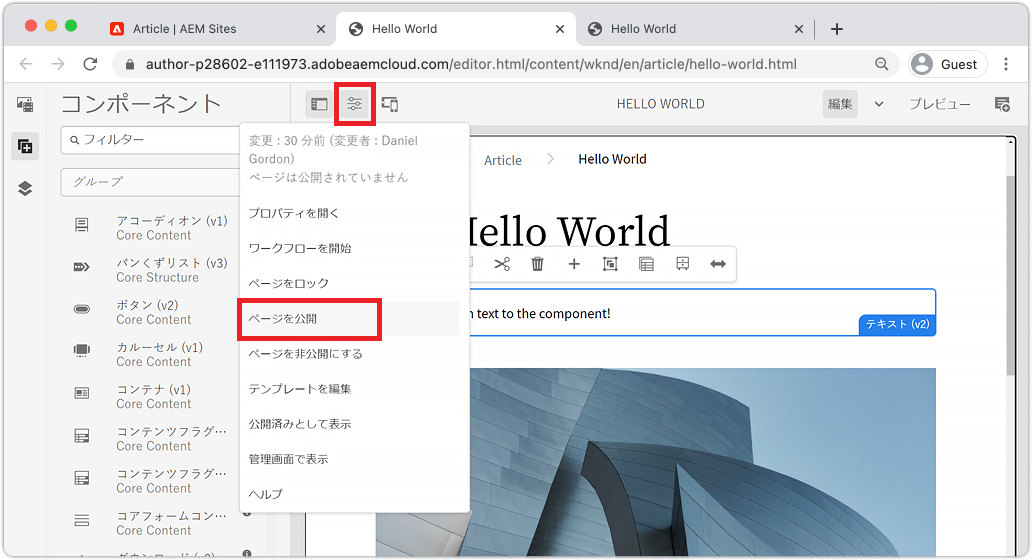 Article | AEM Sites
Hello World
Hello World
author-p28602-e111973.adobeaemcloud.com/editor.html/content/wknd/en/article/hello-world.html
Guest
コンポーネント
HELLO WORLD
編集
プレビュー
フィルター
グループ
アコーディオン (v1)
Core Content
パンくずリスト (v3)
Core Structure
ボタン (v2)
Core Content
カルーセル (v1)
Core Content
コンテナ (v1)
Core Content
コンテンツフラグ…
Core Content
コンテンツフラグ…
Core Content
コアフォームコン…
Core Content
変更 : 30 分前 (変更者 : Daniel
Gordon)
ページは公開されていません
プロパティを開く
ワークフローを開始
ページをロック
ページを公開
ページを非公開にする
テンプレートを編集
公開済みとして表示
管理画面で表示
ヘルプ
Article
Hello World
Hello World
text to the component!
テキスト (v2)